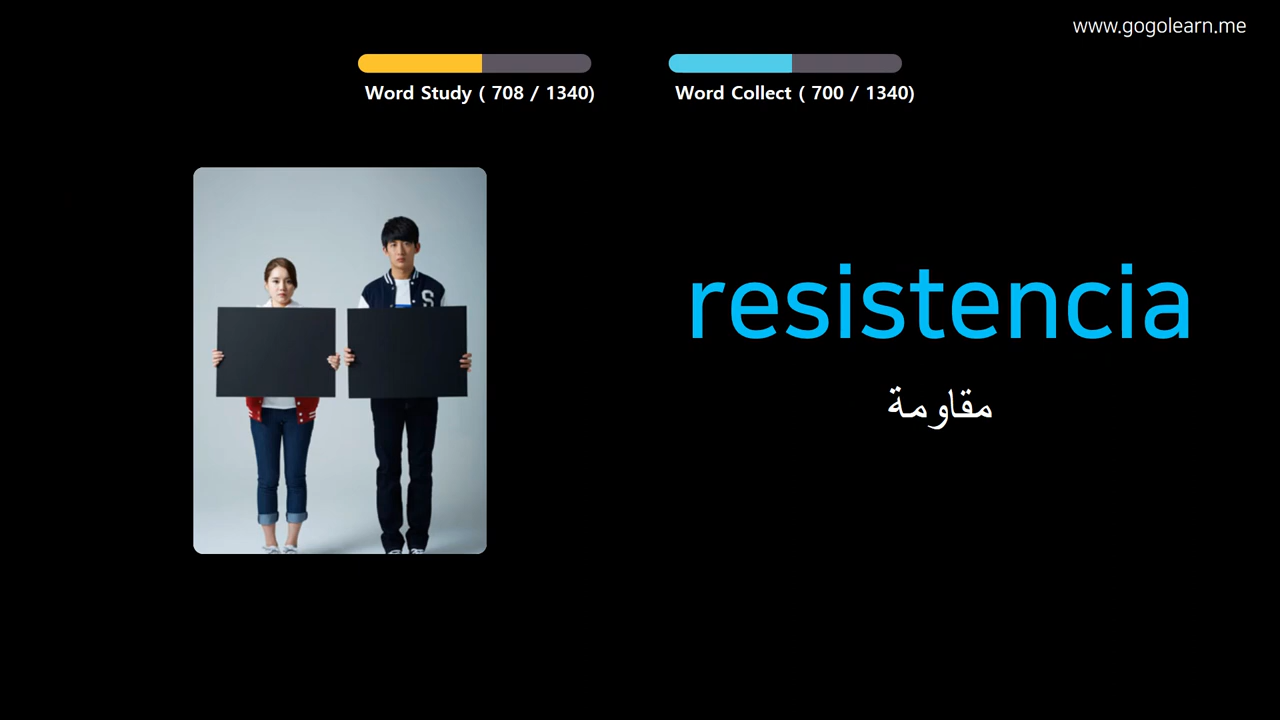 www.gogolearn.me
Word Study ( 708 / 1340)
Word Collect ( 700 / 1340)
S
resistencia
مقاومة